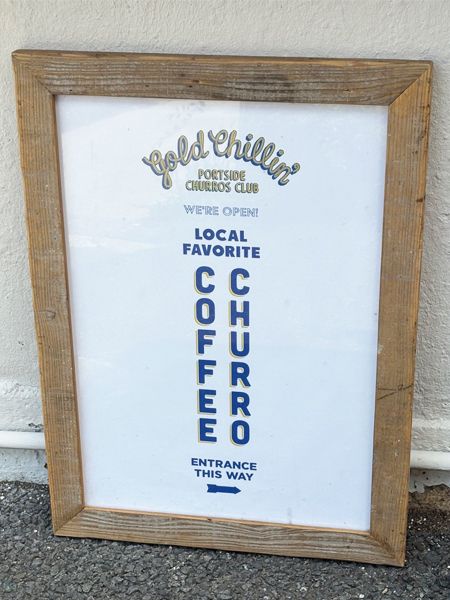 Gold Chillin'
PORTSIDE
CHURROS CLUB
WE'RE OPEN!
LOCAL
FAVORITE
COFFEE
CHURRO
ENTRANCE
THIS WAY